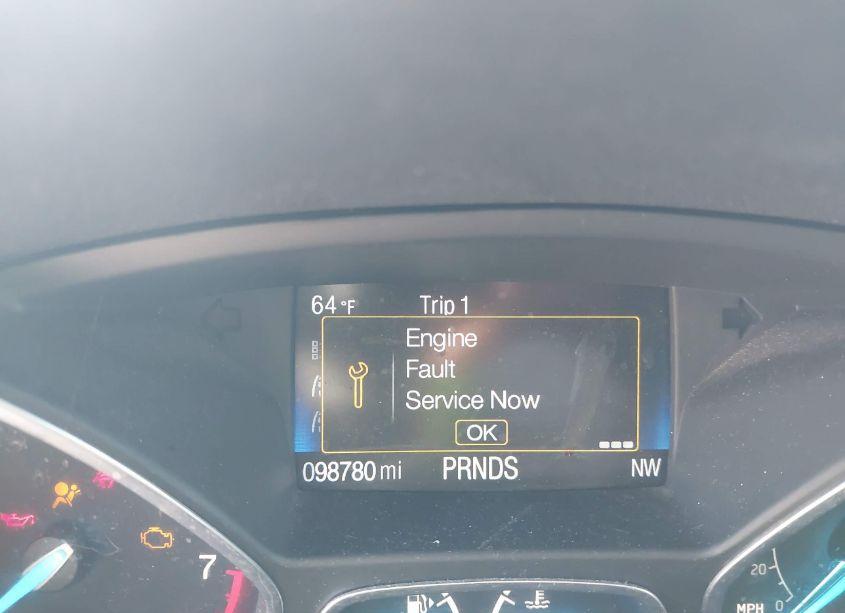 64 °F Trip 1
Engine
Fault
Service Now
OK
098780 mi PRNDS NW
7
20
MPH 0